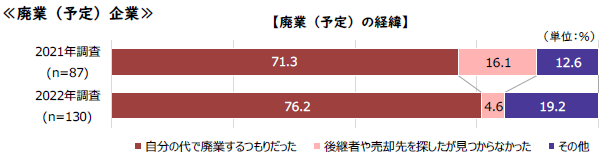 ≪廃業（予定）企業≫
【廃業（予定）の経緯】
（単位：％）
2021年調査
(n=87)
71.3 16.1 12.6
2022年調査
(n=130)
76.2 4.6 19.2
自分の代で廃業するつもりだった 後継者や売却先を探したが見つからなかった その他